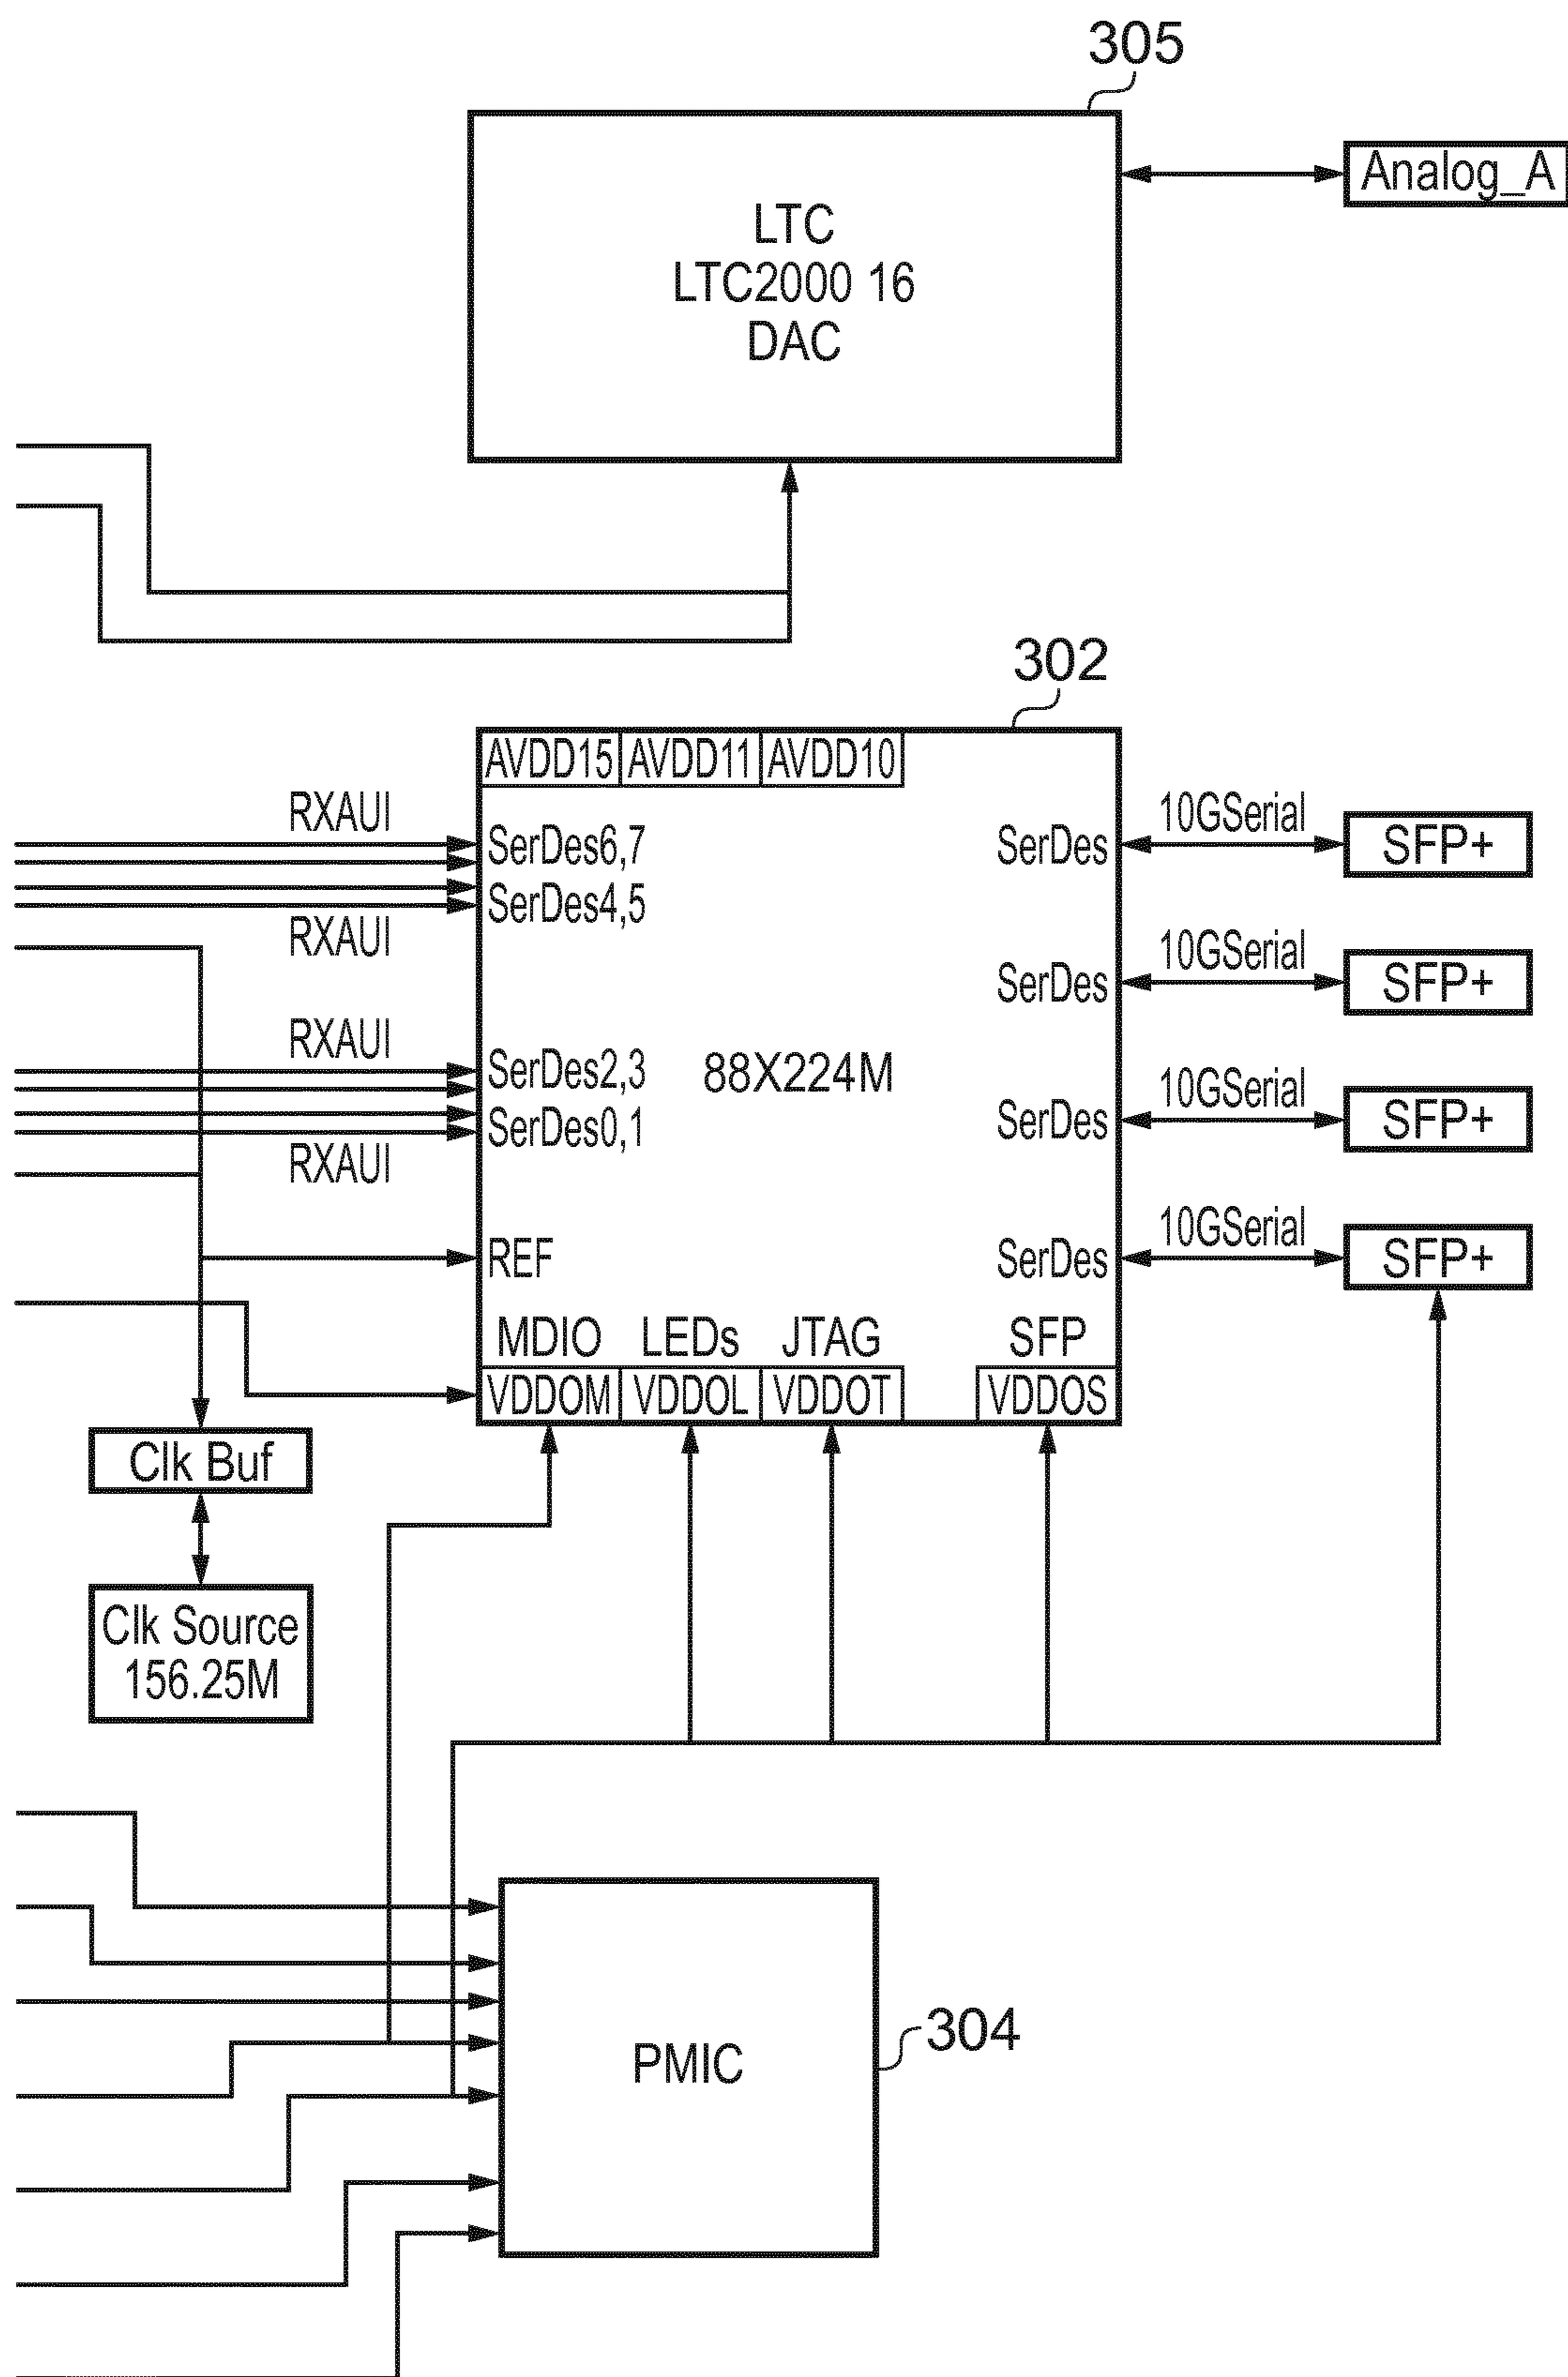 305
Analog_A
LTC
LTC2000 16
DAC
302
AVDD15 AVDD11 AVDD10
RXAUI
SerDes6,7
SerDes4,5
RXAUI
RXAUI
SerDes2,3
SerDes0,1
RXAUI
REF
88X224M
SerDes 10GSerial SFP+
SerDes 10GSerial SFP+
SerDes 10GSerial SFP+
SerDes 10GSerial SFP+
MDIO LEDs JTAG SFP
VDDOM VDDOL VDDOT VDDOS
Clk Buf
Clk Source
156.25M
PMIC
304